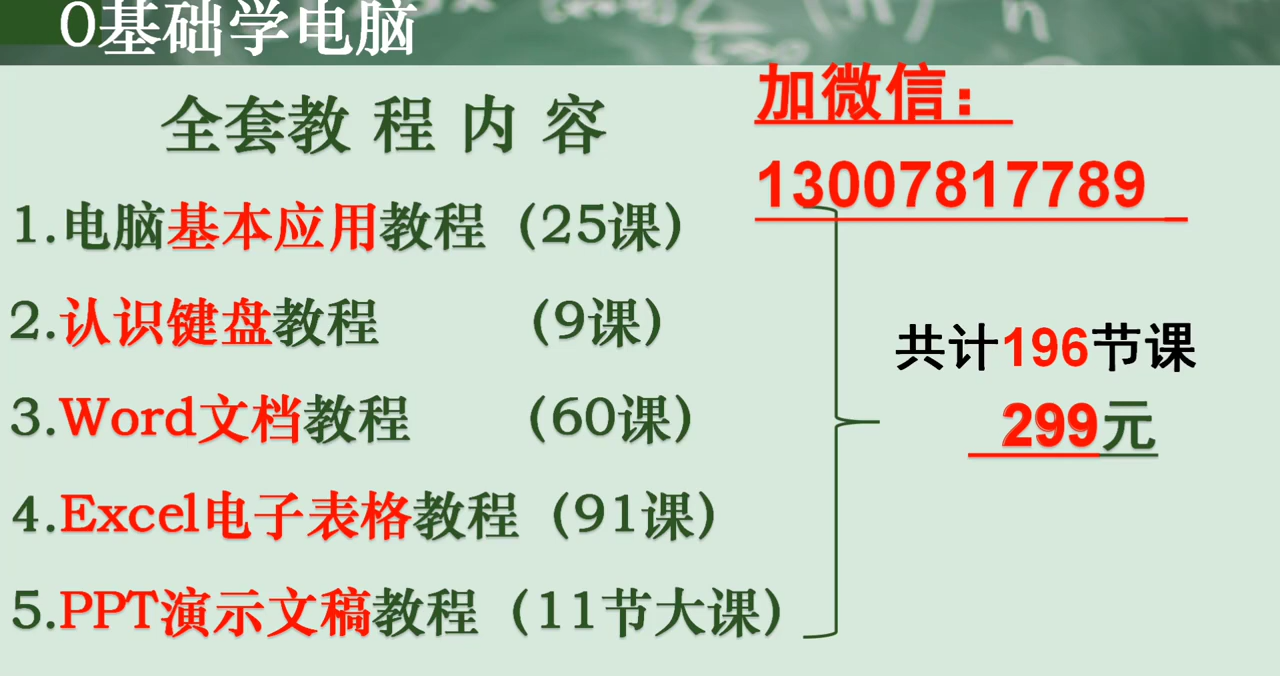 0基础学电脑
全套教程内容
加微信：
13007817789
1.电脑基本应用教程（25课）
2.认识键盘教程（9课）
3.Word文档教程（60课）
4.Excel电子表格教程（91课）
5.PPT演示文稿教程（11节大课）
共计196节课
299元